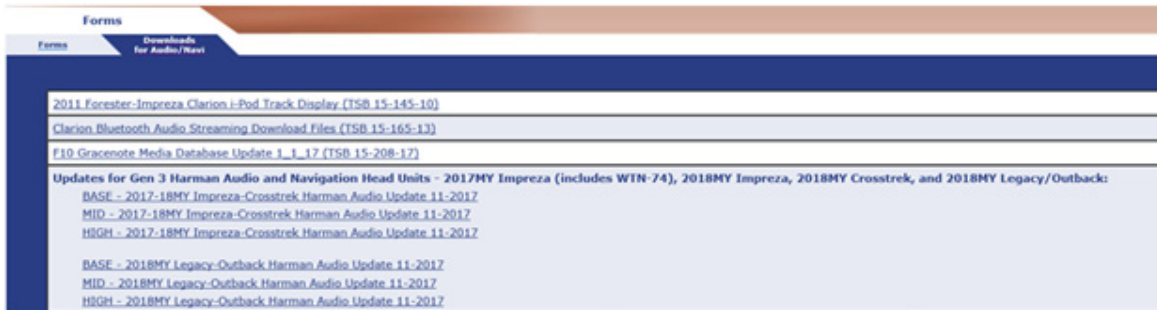 Forms
Forms
Downloads
for Audio/Navi
2011 Forester-Impreza Clarion i-Pod Track Display (TSB 15-145-10)
Clarion Bluetooth Audio Streaming Download Files (TSB 15-165-13)
F10 Gracenote Media Database Update 1_1_17 (TSB 15-208-17)
Updates for Gen 3 Harman Audio and Navigation Head Units - 2017MY Impreza (includes WTN-74), 2018MY Impreza, 2018MY Crosstrek, and 2018MY Legacy/Outback:
BASE - 2017-18MY Impreza-Crosstrek Harman Audio Update 11-2017
MID - 2017-18MY Impreza-Crosstrek Harman Audio Update 11-2017
HIGH - 2017-18MY Impreza-Crosstrek Harman Audio Update 11-2017
BASE - 2018MY Legacy-Outback Harman Audio Update 11-2017
MID - 2018MY Legacy-Outback Harman Audio Update 11-2017
HIGH - 2018MY Legacy-Outback Harman Audio Update 11-2017